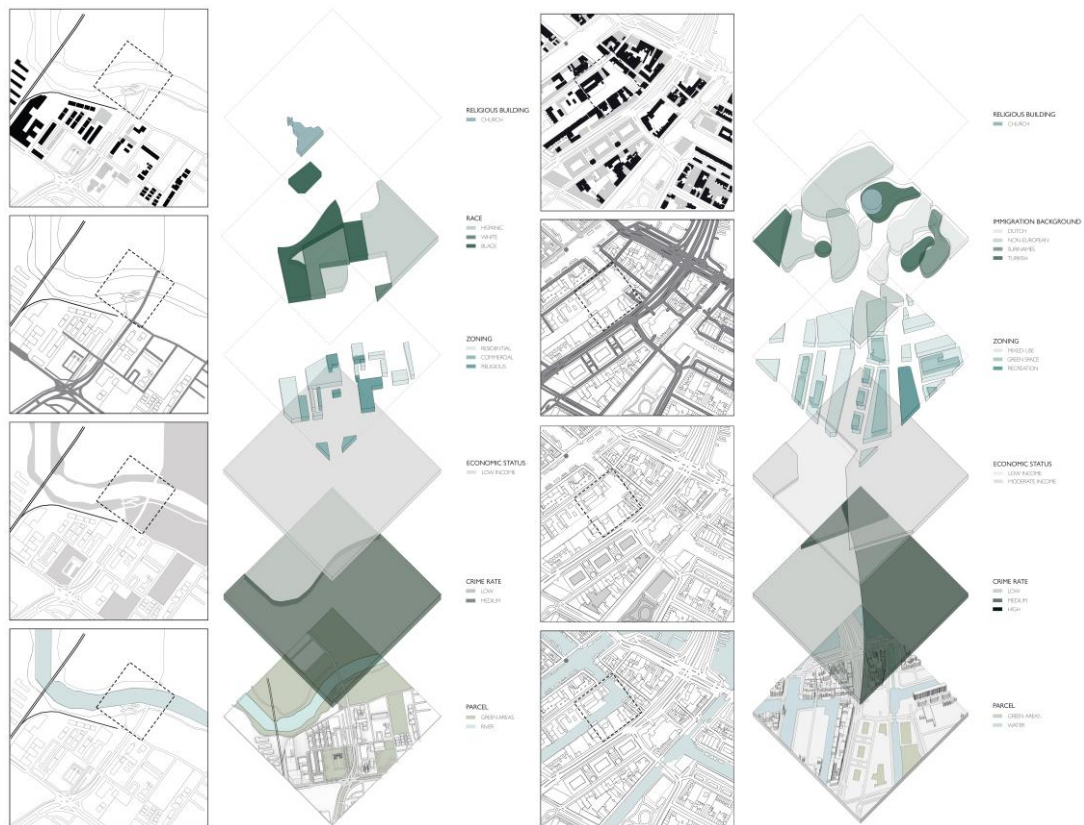 RELIGIOUS BUILDING
CHURCH
RACE
HISPANIC
WHITE
BLACK
ZONING
RESIDENTIAL
COMMERCIAL
RELIGIOUS
ECONOMIC STATUS
LOW INCOME
CRIME RATE
LOW
MEDIUM
PARCEL
GREEN AREAS
RIVER
RELIGIOUS BUILDING
CHURCH
IMMIGRATION BACKGROUND
DUTCH
NON-EUROPEAN
SURINAMES
TURKISH
ZONING
MIXED USE
GREEN SPACE
RECREATION
ECONOMIC STATUS
LOW INCOME
MODERATE INCOME
CRIME RATE
LOW
MEDIUM
HIGH
PARCEL
GREEN AREAS
WATER